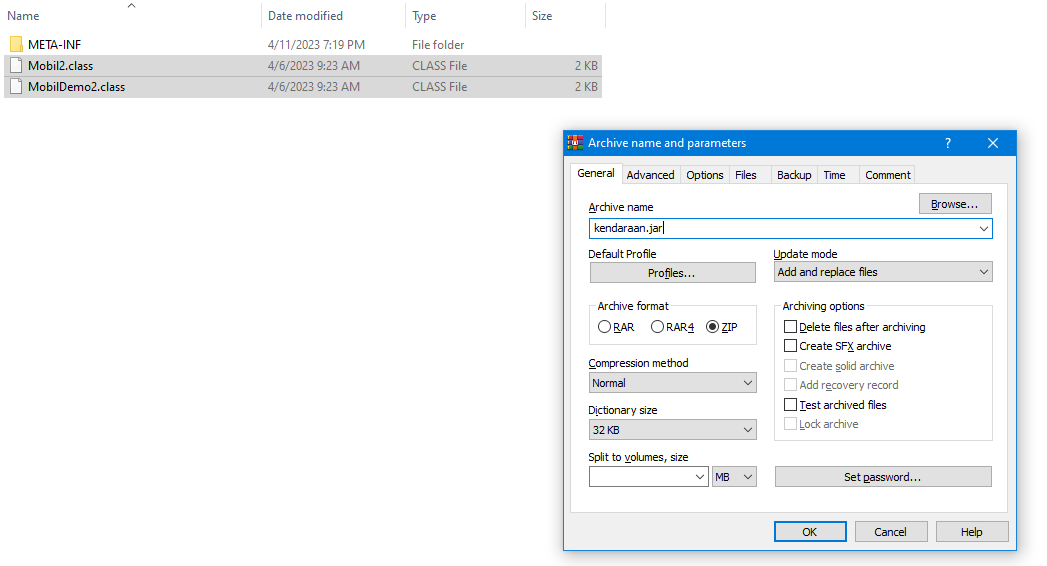 Name Date modified Type Size
META-INF 4/11/2023 7:19 PM File folder
Mobil2.class 4/6/2023 9:23 AM CLASS File 2 KB
MobilDemo2.class 4/6/2023 9:23 AM CLASS File 2 KB
Archive name and parameters ?
General Advanced Options Files Backup Time Comment
Archive name
Browse...
kendaraan.jar
Default Profile
Profiles...
Update mode
Add and replace files
Archive format
RAR RAR4 ZIP
Compression method
Normal
Dictionary size
32 KB
Split to volumes, size
MB
Archiving options
Delete files after archiving
Create SFX archive
Create solid archive
Add recovery record
Test archived files
Lock archive
Set password...
OK Cancel Help